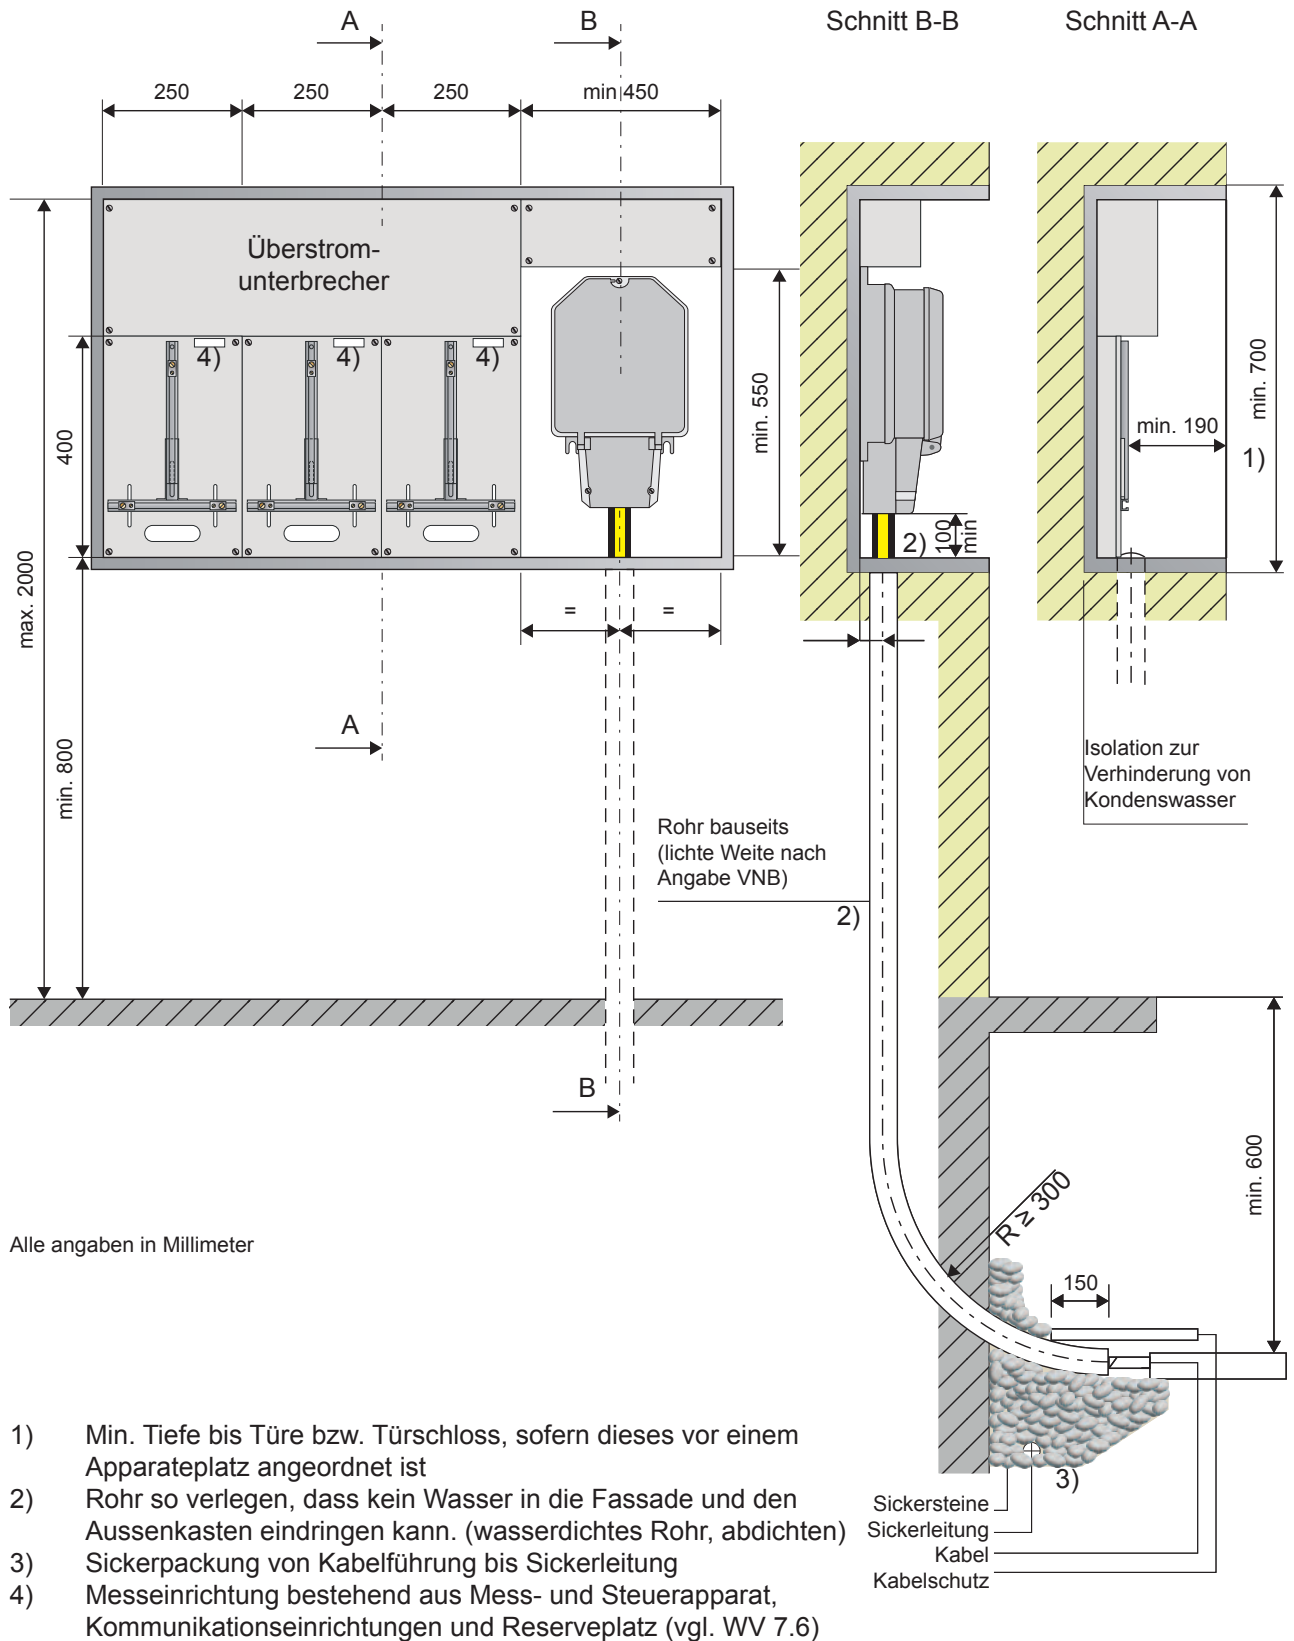 A
B
Schnitt B-B
Schnitt A-A
250
250
250
min 450
Überstrom-
unterbrecher
4)
4)
4)
400
max. 2000
min. 800
min. 550
2)
100
min
min. 190
min. 700
1)
=
=
A
Isolation zur
Verhinderung von
Kondenswasser
Rohr bauseits
(lichte Weite nach
Angabe VNB)
2)
B
min. 600
R ≥ 300
150
Alle angaben in Millimeter
3)
Sickersteine
Sickerleitung
Kabel
Kabelschutz
1) Min. Tiefe bis Türe bzw. Türschloss, sofern dieses vor einem
Apparateplatz angeordnet ist
2) Rohr so verlegen, dass kein Wasser in die Fassade und den
Aussenkasten eindringen kann. (wasserdichtes Rohr, abdichten)
3) Sickerpackung von Kabelführung bis Sickerleitung
4) Messeinrichtung bestehend aus Mess- und Steuerapparat,
Kommunikationseinrichtungen und Reserveplatz (vgl. WV 7.6)